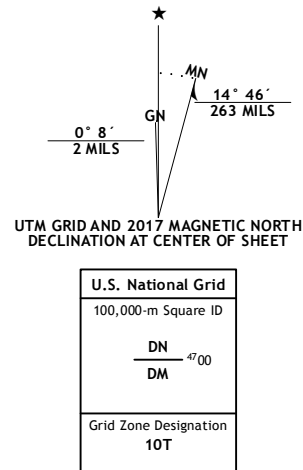 ★
MN
GN
0° 8´
2 MILS
14° 46´
263 MILS
UTM GRID AND 2017 MAGNETIC NORTH
DECLINATION AT CENTER OF SHEET
U.S. National Grid
100,000-m Square ID
DN
4700
DM
Grid Zone Designation
10T